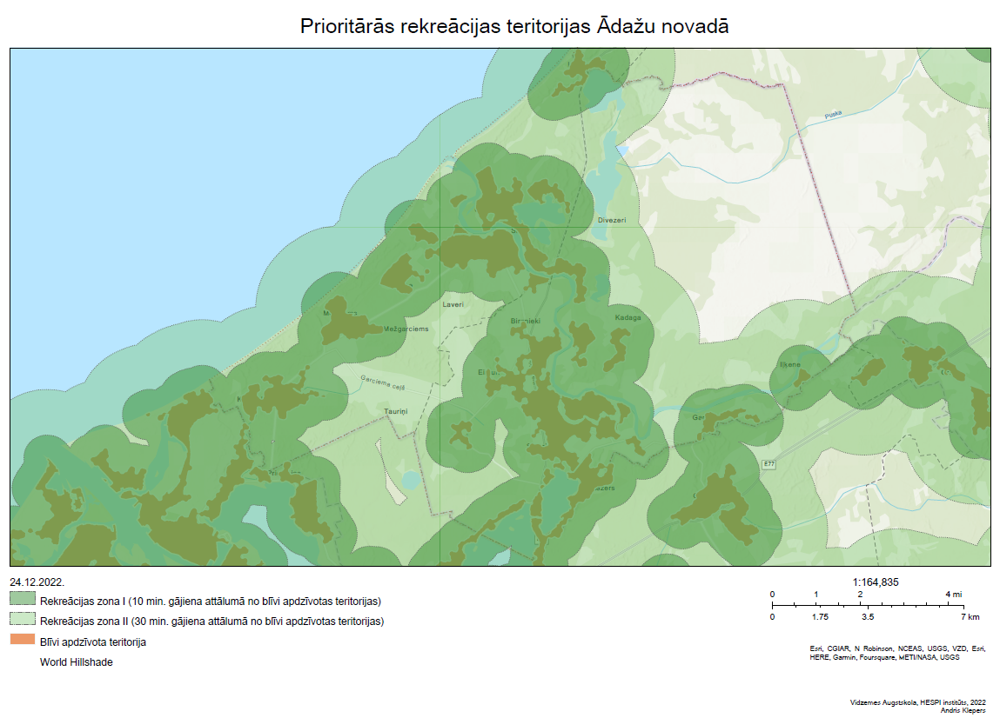 Prioritārās rekreācijas teritorijas Ādažu novadā
Puska
Divezeri
Laveri
Mežgarciems
Kadaga
Garciema ceļš
Tauriņi
Iļķene
E77
24.12.2022.
Rekreācijas zona I (10 min. gājiena attālumā no blīvi apdzīvotas teritorijas)
Rekreācijas zona II (30 min. gājiena attālumā no blīvi apdzīvotas teritorijas)
Blīvi apdzīvota teritorija
World Hillshade
1:164,835
0 1 2 4 mi
0 1.75 3.5 7 km
Esri, CGIAR, N Robinson, NCEAS, USGS, VZD, Esri,
HERE, Garmin, Foursquare, METI/NASA, USGS
Vidzemes Augstskola, HESPI institūts, 2022
Andris Klepers